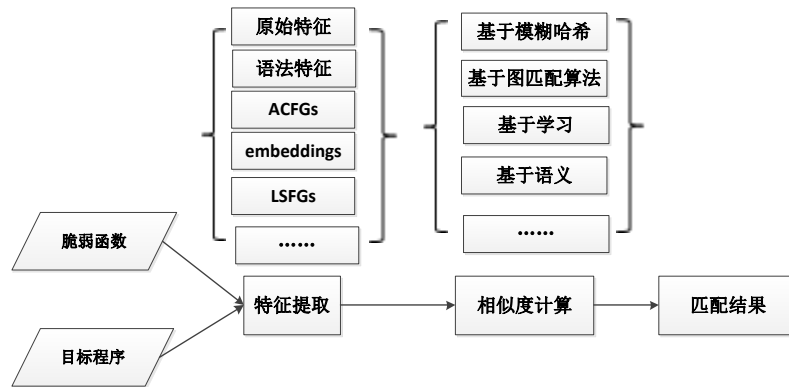 原始特征
语法特征
ACFGs
embeddings
LSFGs
……
基于模糊哈希
基于图匹配算法
基于学习
基于语义
……
脆弱函数
目标程序
特征提取
相似度计算
匹配结果